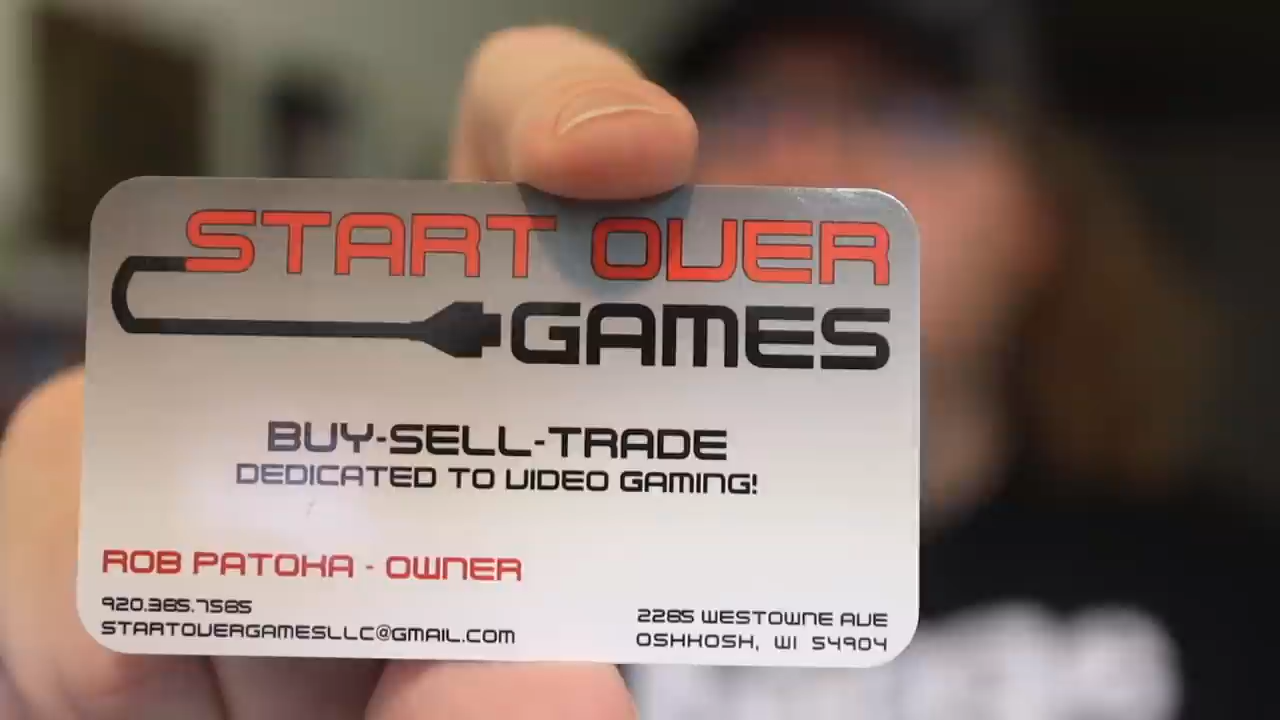 START OVER
GAMES
BUY-SELL-TRADE
DEDICATED TO VIDEO GAMING!
ROB PATOKA - OWNER
920.385.7585
STARTOVERGAMESLLC@GMAIL.COM
2285 WESTOWNE AVE
OSHKOSH, WI 54904